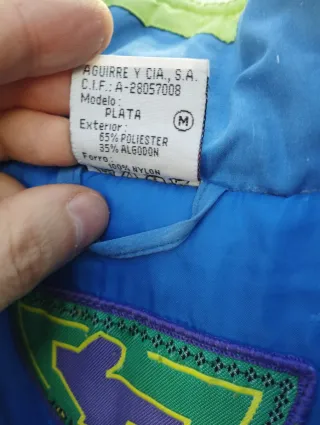 AGUIRRE Y CIA., S.A.
C.I.F.: A-28057008
Modelo:
PLATA
M
Exterior:
65% POLIESTER
35% ALGODON
Forro:
100% NYLON